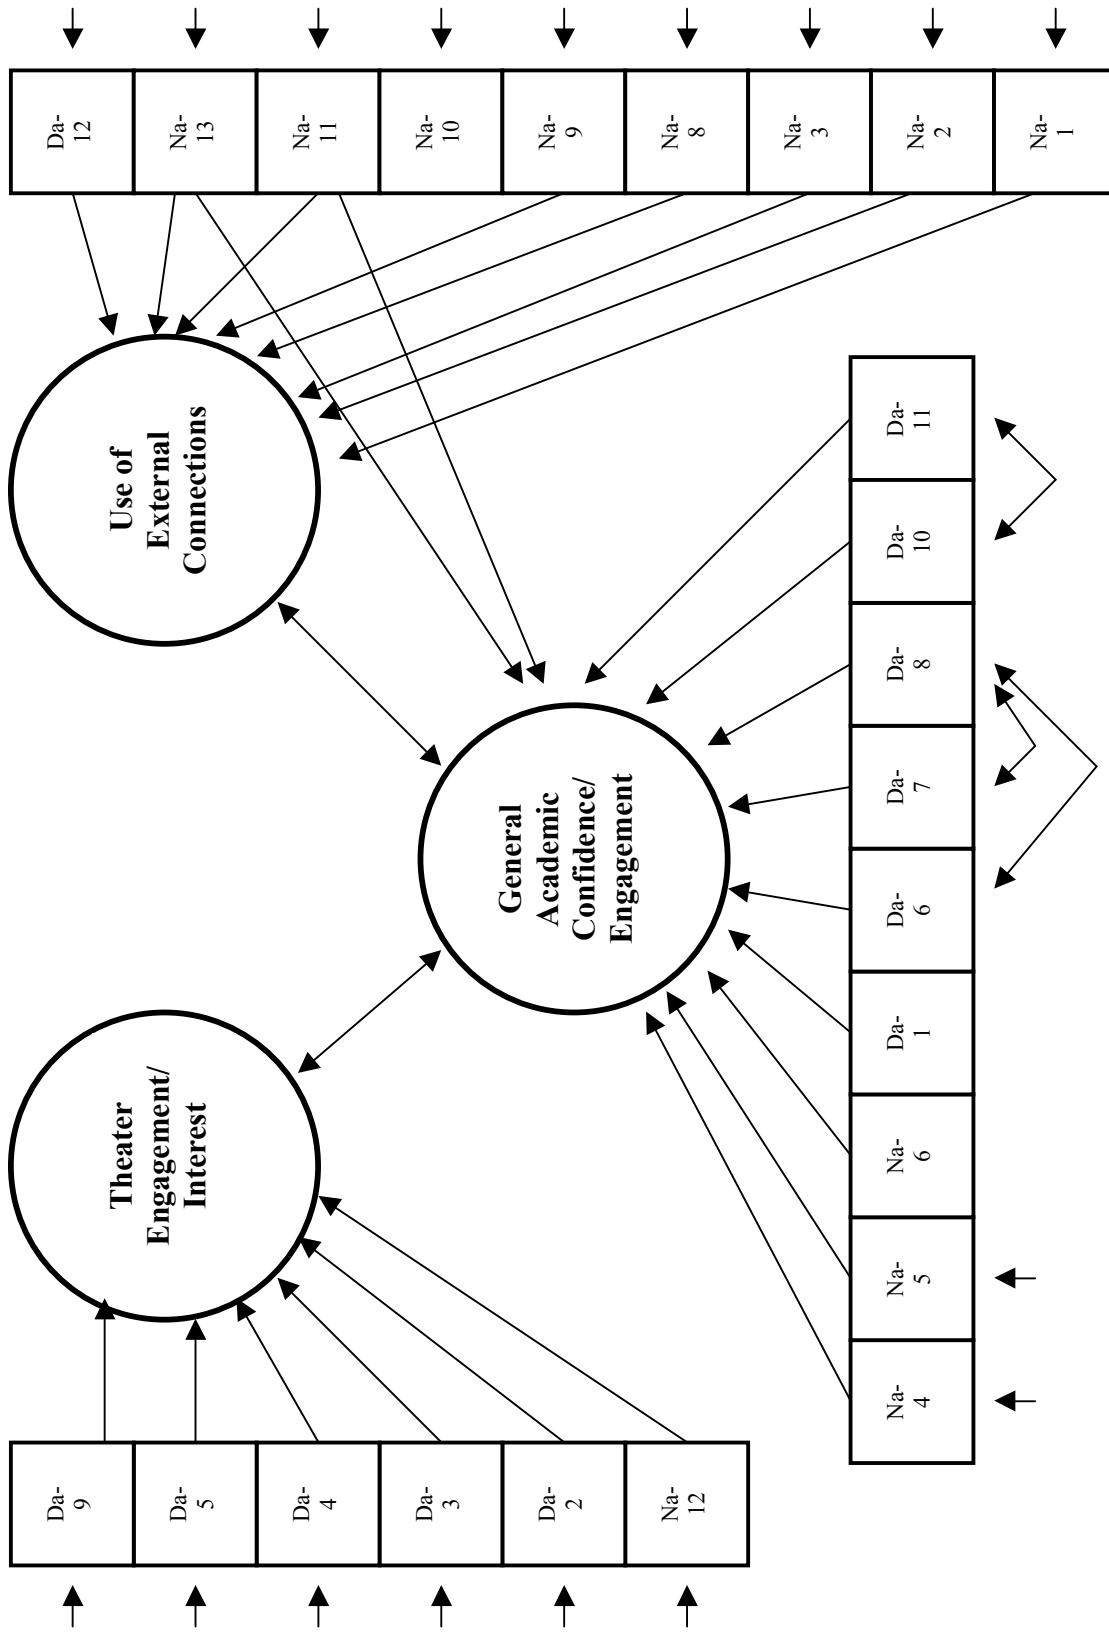 Da-
9
Da-
5
Da-
4
Da-
3
Da-
2
Na-
12
Theater
Engagement/
Interest
General
Academic
Confidence/
Engagement
Use of
External
Connections
Na-
4
Na-
5
Na-
6
Da-
1
Da-
6
Da-
7
Da-
8
Da-
10
Da-
11
Da-
12
Na-
13
Na-
11
Na-
10
Na-
9
Na-
8
Na-
3
Na-
2
Na-
1